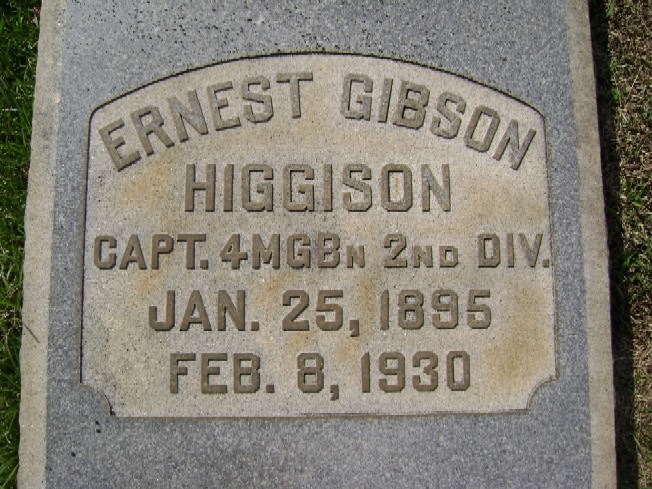 ERNEST GIBSON
HIGGISON
CAPT. 4MGBN 2ND DIV.
JAN. 25, 1895
FEB. 8, 1930